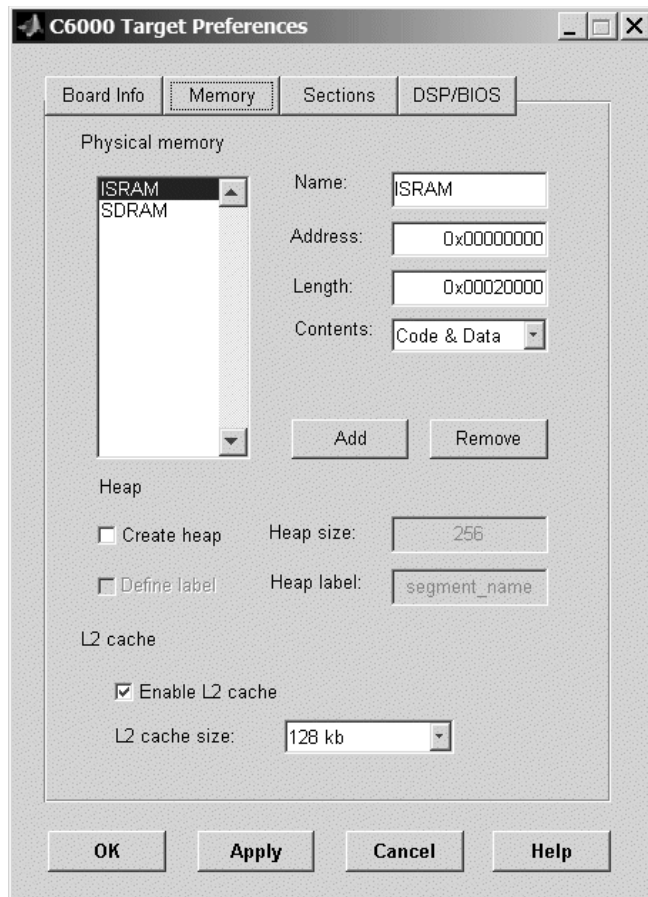 C6000 Target Preferences
Board Info Memory Sections DSP/BIOS
Physical memory
ISRAM
SDRAM
Name: ISRAM
Address: 0x00000000
Length: 0x00020000
Contents: Code & Data
Add Remove
Heap
Create heap Heap size: 256
Define label Heap label: segment_name
L2 cache
Enable L2 cache
L2 cache size: 128 kb
OK Apply Cancel Help